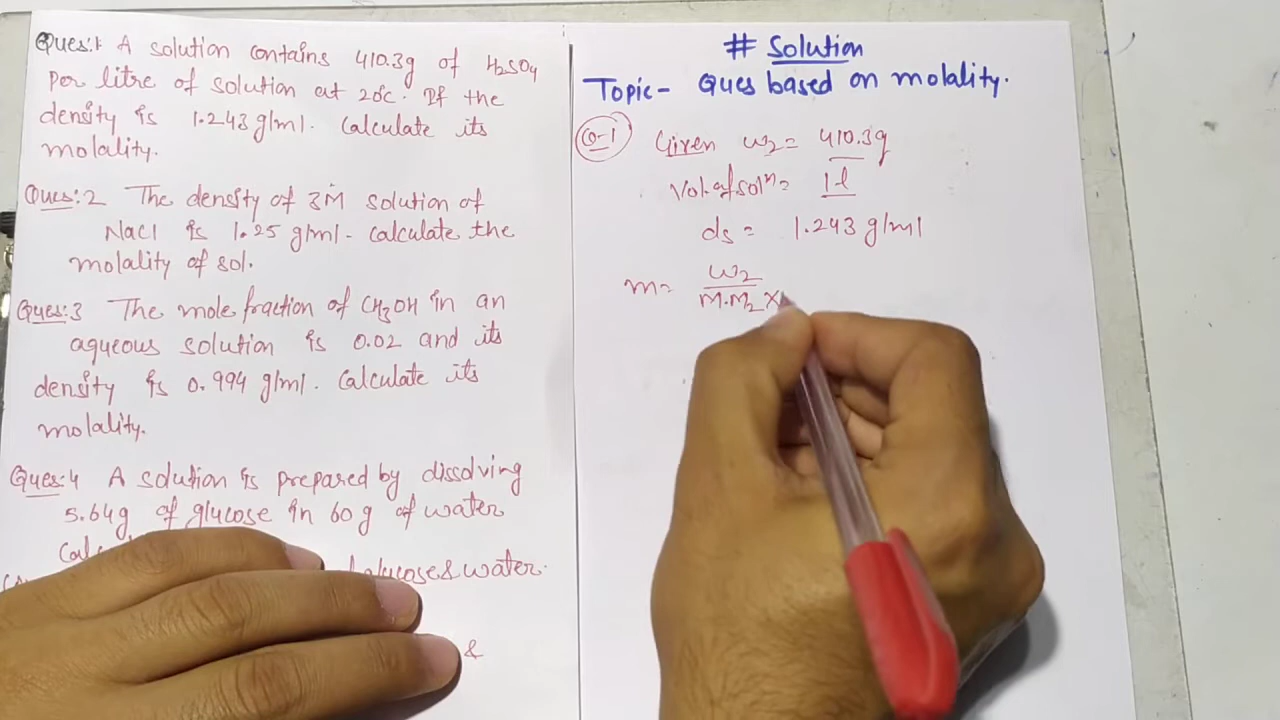 Ques:1 A solution contains 410.3g of H2SO4
Per litre of solution at 20℃. If the
density is 1.243 g/ml. Calculate its
molality.
Ques:2 The density of 3M solution of
NaCl is 1.25 g/ml. calculate the
molality of sol.
Ques:3 The mole fraction of CH3OH in an
aqueous solution is 0.02 and its
density is 0.994 g/ml. Calculate its
molality.
Ques:4 A solution is prepared by dissolving
5.64g of glucose in 60g of water
glucose & water.
&
# Solution
Topic- Ques based on molality.
Q-1 Given w2 = 410.3g
Vol. of soln = 1l
ds = 1.243 g/ml
m = w2
M.M2 ×